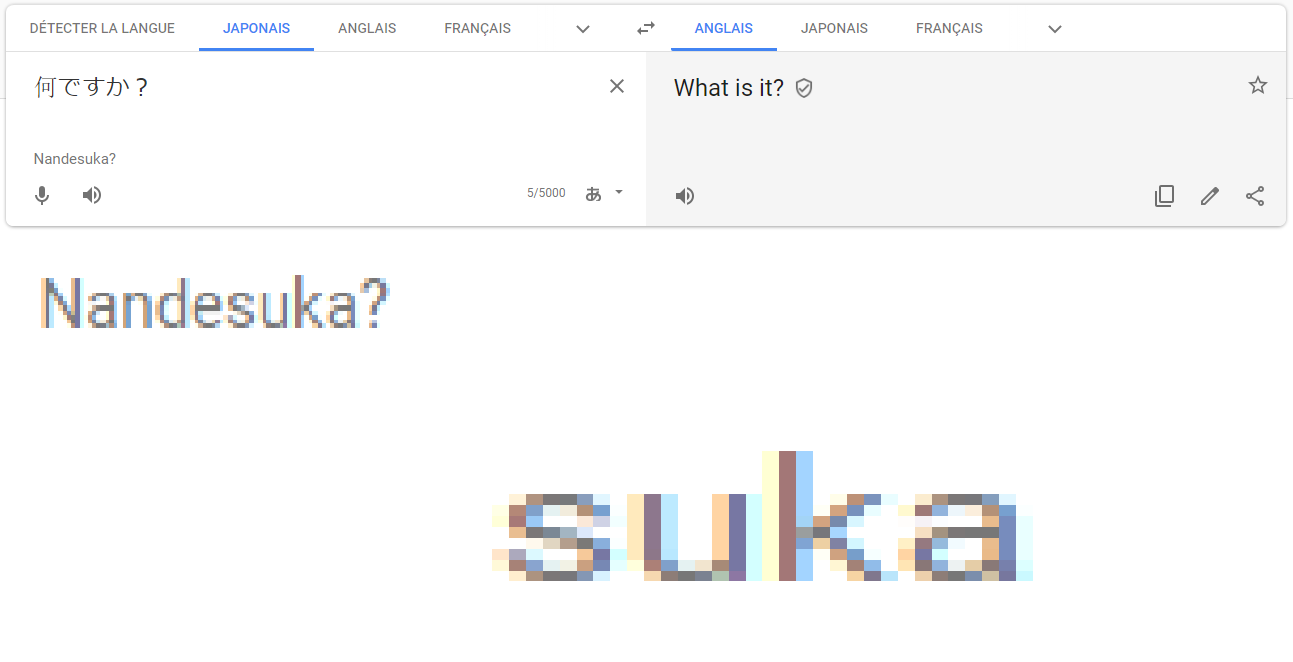 DÉTECTER LA LANGUE JAPONAIS ANGLAIS FRANÇAIS ANGLAIS JAPONAIS FRANÇAIS
何ですか？ What is it?
Nandesuka?
5/5000 あ
Nandesuka?
suka